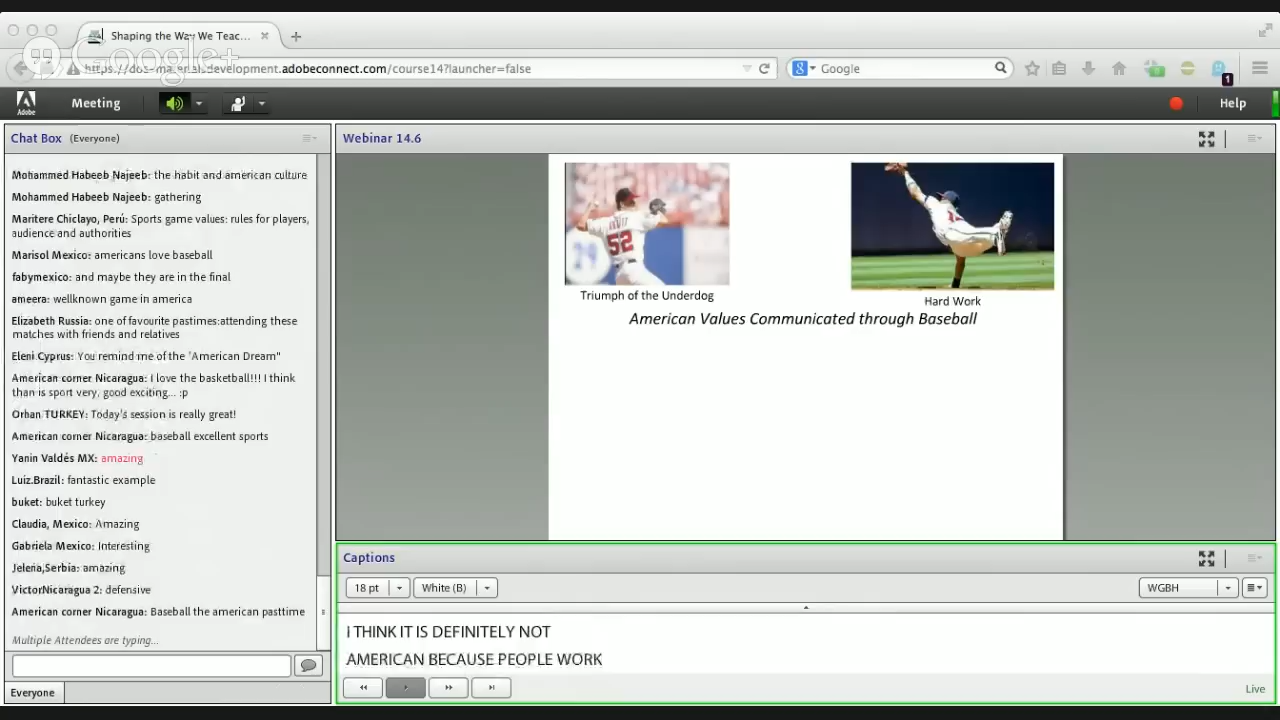 Shaping the Way We Teac...
Google+
https://dos-materialsdevelopment.adobeconnect.com/course14?launcher=false
Google
1
Adobe
Meeting
Help
Chat Box (Everyone)
Mohammed Habeeb Najeeb: the habit and american culture
Mohammed Habeeb Najeeb: gathering
Maritere Chiclayo, Perú: Sports game values: rules for players,
audience and authorities
Marisol Mexico: americans love baseball
fabymexico: and maybe they are in the final
ameera: wellknown game in america
Elizabeth Russia: one of favourite pastimes:attending these
matches with friends and relatives
Eleni Cyprus: You remind me of the "American Dream"
American corner Nicaragua: I love the basketball!!! I think
than is sport very, good exciting... :p
Orhan TURKEY: Today's session is really great!
American corner Nicaragua: baseball excellent sports
Yanin Valdés MX: amazing
Luiz.Brazil: fantastic example
buket: buket turkey
Claudia, Mexico: Amazing
Gabriela Mexico: Interesting
Jelena,Serbia: amazing
VictorNicaragua 2: defensive
American corner Nicaragua: Baseball the american pasttime
Multiple Attendees are typing...
Everyone
Webinar 14.6
52
Triumph of the Underdog
Hard Work
American Values Communicated through Baseball
Captions
18 pt
White (B)
WGBH
I THINK IT IS DEFINITELY NOT
AMERICAN BECAUSE PEOPLE WORK
Live